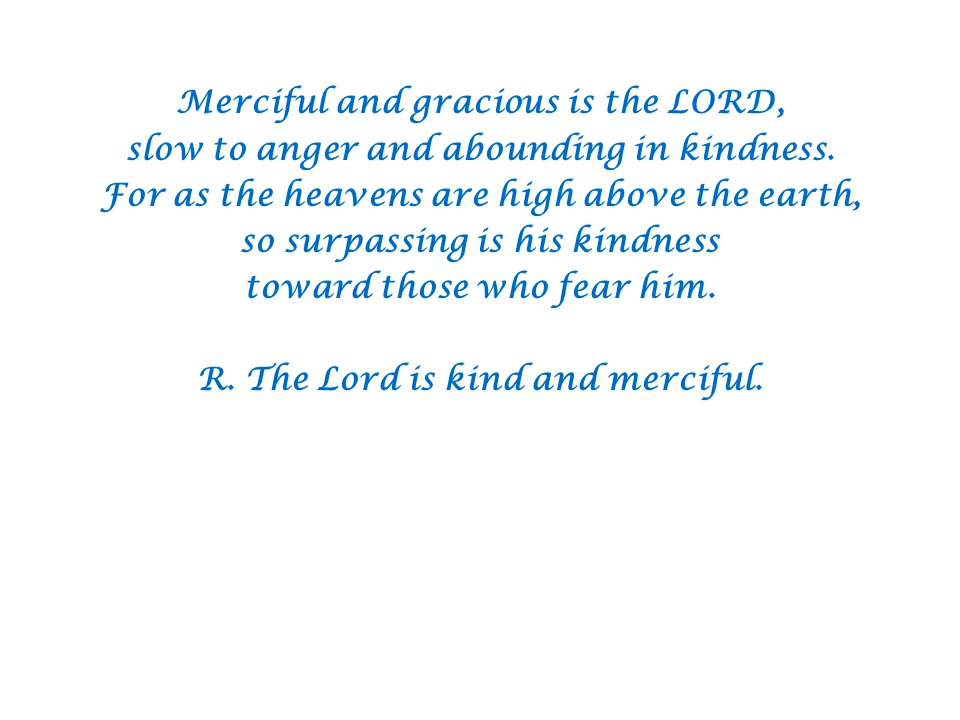 Merciful and gracious is the LORD,
slow to anger and abounding in kindness.
For as the heavens are high above the earth,
so surpassing is his kindness
toward those who fear him.
R. The Lord is kind and merciful.